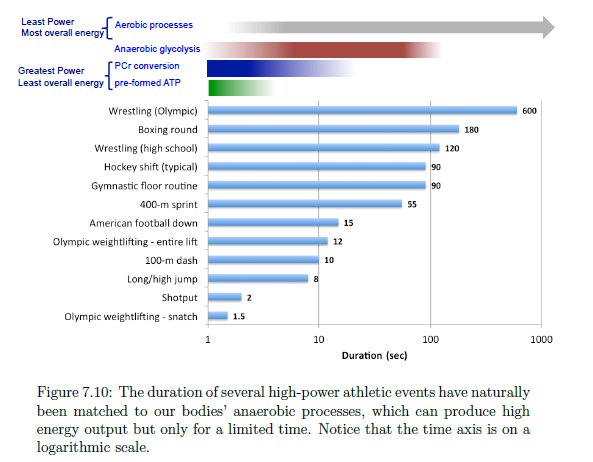 Least Power
Most overall energy
Aerobic processes
Anaerobic glycolysis
Greatest Power
Least overall energy
PCr conversion
pre-formed ATP
Wrestling (Olympic) 600
Boxing round 180
Wrestling (high school) 120
Hockey shift (typical) 90
Gymnastic floor routine 90
400-m sprint 55
American football down 15
Olympic weightlifting - entire lift 12
100-m dash 10
Long/high jump 8
Shotput 2
Olympic weightlifting - snatch 1.5
1 10 100 1000
Duration (sec)
Figure 7.10: The duration of several high-power athletic events have naturally
been matched to our bodies’ anaerobic processes, which can produce high
energy output but only for a limited time. Notice that the time axis is on a
logarithmic scale.